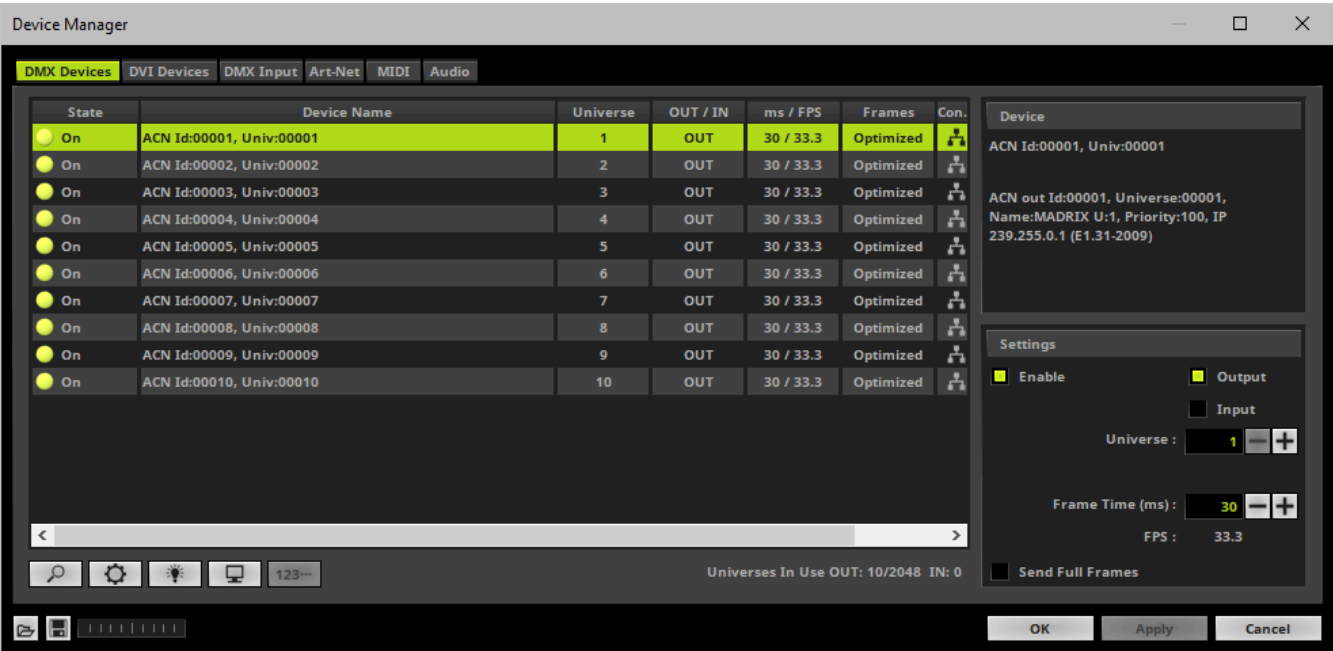 Device Manager
DMX Devices DVI Devices DMX Input Art-Net MIDI Audio
State Device Name Universe OUT / IN ms / FPS Frames Con.
On ACN Id:00001, Univ:00001 1 OUT 30 / 33.3 Optimized
On ACN Id:00002, Univ:00002 2 OUT 30 / 33.3 Optimized
On ACN Id:00003, Univ:00003 3 OUT 30 / 33.3 Optimized
On ACN Id:00004, Univ:00004 4 OUT 30 / 33.3 Optimized
On ACN Id:00005, Univ:00005 5 OUT 30 / 33.3 Optimized
On ACN Id:00006, Univ:00006 6 OUT 30 / 33.3 Optimized
On ACN Id:00007, Univ:00007 7 OUT 30 / 33.3 Optimized
On ACN Id:00008, Univ:00008 8 OUT 30 / 33.3 Optimized
On ACN Id:00009, Univ:00009 9 OUT 30 / 33.3 Optimized
On ACN Id:00010, Univ:00010 10 OUT 30 / 33.3 Optimized
123...
Universes In Use OUT: 10/2048 IN: 0
Device
ACN Id:00001, Univ:00001
ACN out Id:00001, Universe:00001,
Name:MADRIX U:1, Priority:100, IP
239.255.0.1 (E1.31-2009)
Settings
Enable Output
Input
Universe : 1
Frame Time (ms) : 30
FPS : 33.3
Send Full Frames
OK Apply Cancel